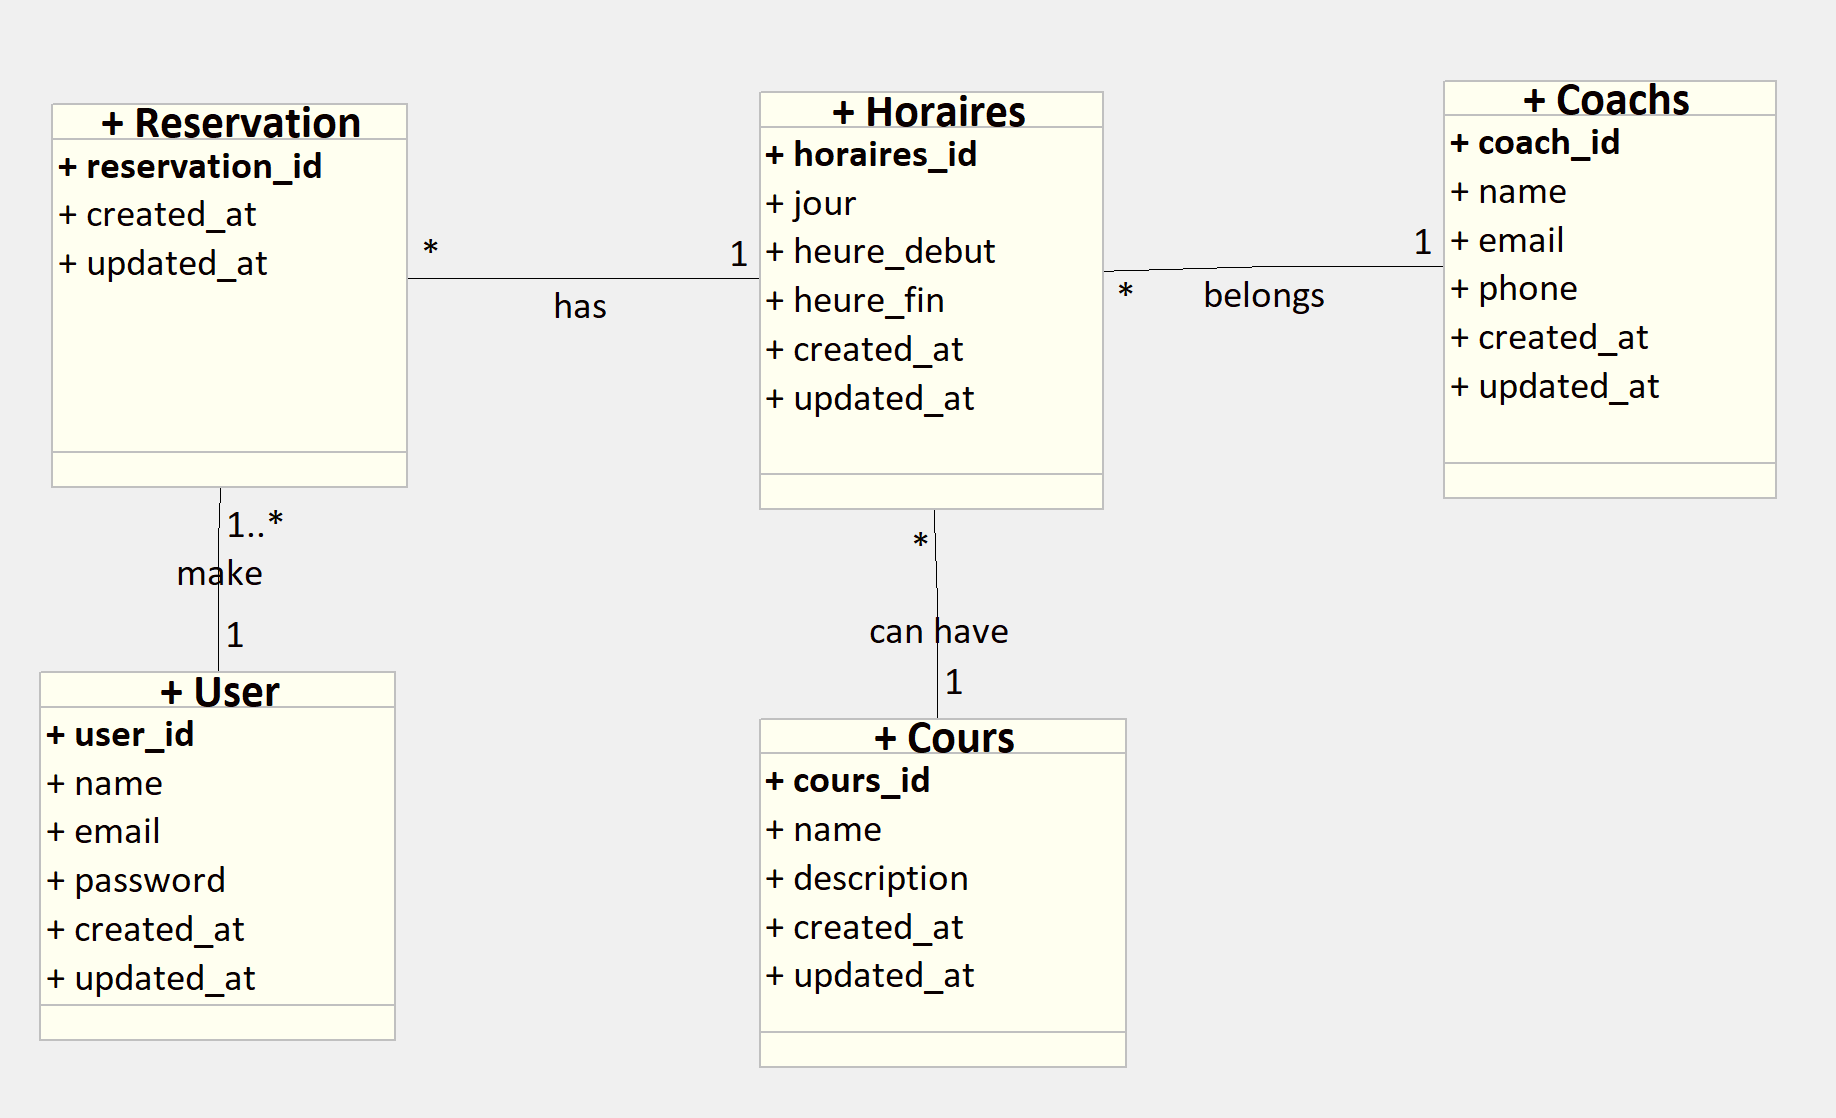 + Reservation
+ reservation_id
+ created_at
+ updated_at
*
1
has
+ Horaires
+ horaires_id
+ jour
+ heure_debut
+ heure_fin
+ created_at
+ updated_at
*
1
belongs
+ Coachs
+ coach_id
+ name
+ email
+ phone
+ created_at
+ updated_at
1..*
make
1
*
can have
1
+ User
+ user_id
+ name
+ email
+ password
+ created_at
+ updated_at
+ Cours
+ cours_id
+ name
+ description
+ created_at
+ updated_at